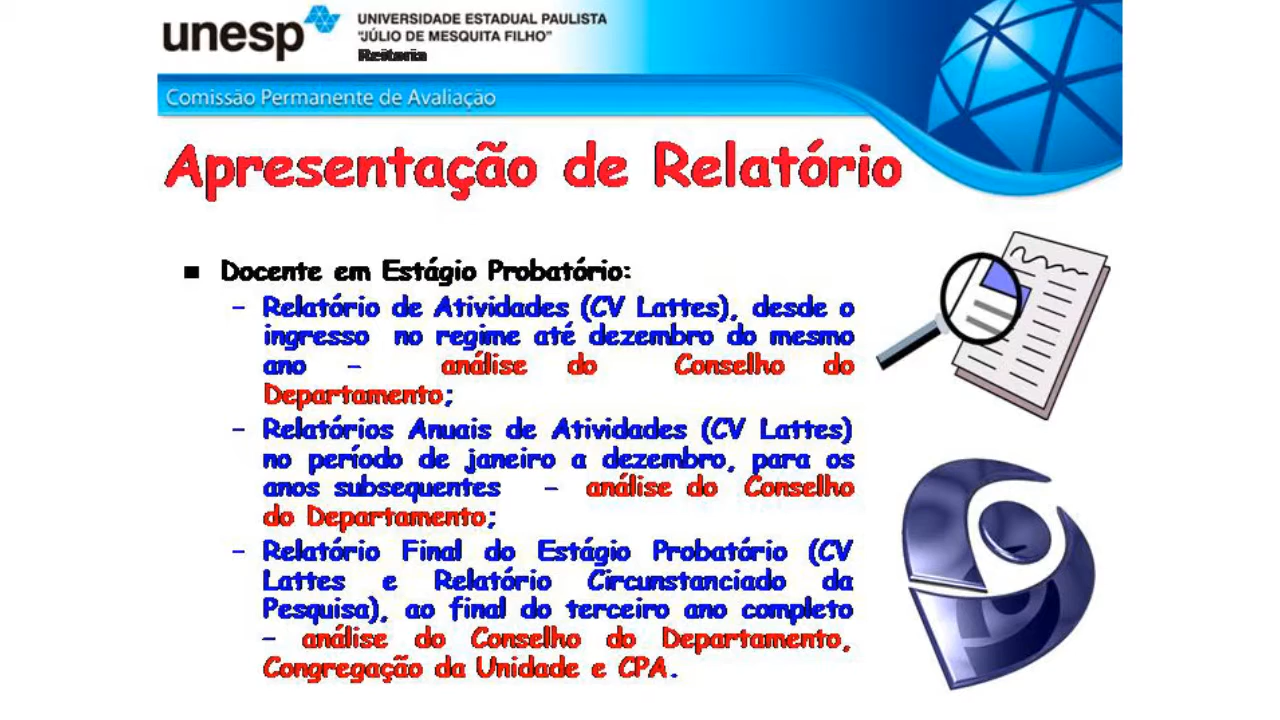 unesp
UNIVERSIDADE ESTADUAL PAULISTA
"JÚLIO DE MESQUITA FILHO"
Reitoria
Comissão Permanente de Avaliação
Apresentação de Relatório
■ Docente em Estágio Probatório:
– Relatório de Atividades (CV Lattes), desde o
ingresso no regime até dezembro do mesmo
ano – análise do Conselho do
Departamento;
– Relatórios Anuais de Atividades (CV Lattes)
no período de janeiro a dezembro, para os
anos subsequentes – análise do Conselho
do Departamento;
– Relatório Final do Estágio Probatório (CV
Lattes e Relatório Circunstanciado da
Pesquisa), ao final do terceiro ano completo
– análise do Conselho do Departamento,
Congregação da Unidade e CPA.